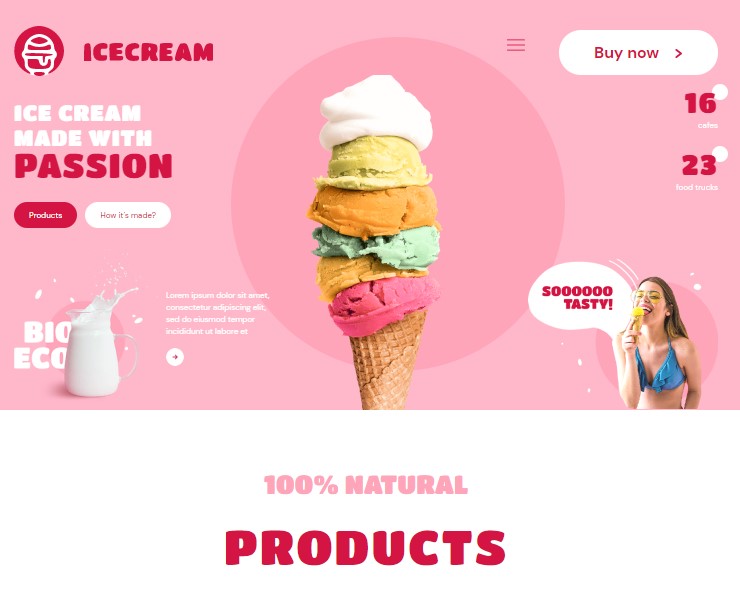 ICECREAM
Buy now
ICE CREAM
MADE WITH
PASSION
Products
How it's made?
16
cafes
23
food trucks
BIO
ECO
Lorem ipsum dolor sit amet,
consectetur adipiscing elit,
sed do eiusmod tempor
incididunt ut labore et
SOOOOOO
TASTY!
100% NATURAL
PRODUCTS